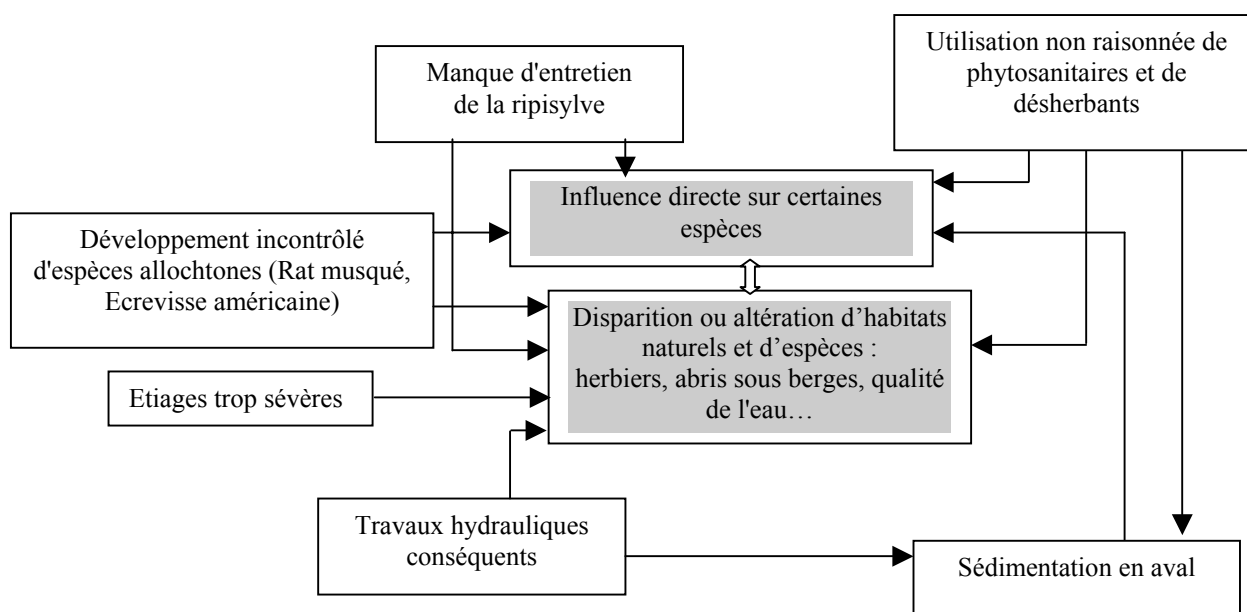 Manque d'entretien
de la ripisylve
Utilisation non raisonnée de
phytosanitaires et de
désherbants
Influence directe sur certaines
espèces
Développement incontrôlé
d'espèces allochtones (Rat musqué,
Ecrevisse américaine)
Disparition ou altération d’habitats
naturels et d’espèces :
herbiers, abris sous berges, qualité
de l'eau…
Etiages trop sévères
Travaux hydrauliques
conséquents
Sédimentation en aval